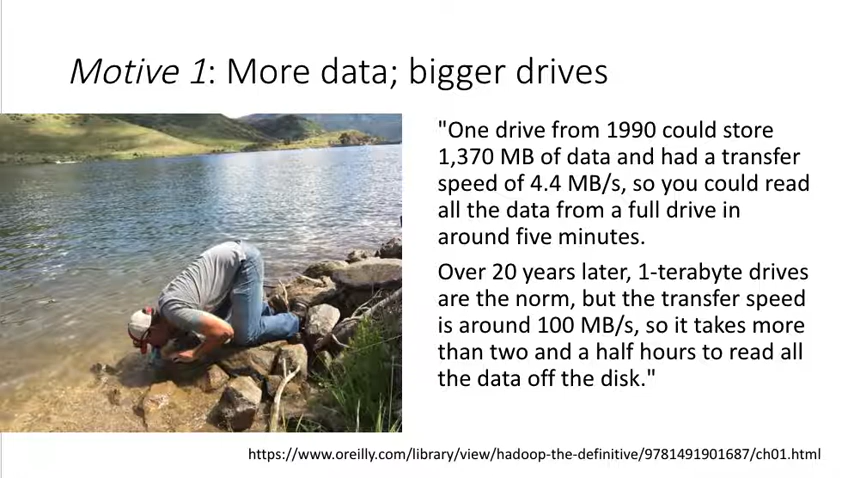 Motive 1: More data; bigger drives
"One drive from 1990 could store
1,370 MB of data and had a transfer
speed of 4.4 MB/s, so you could read
all the data from a full drive in
around five minutes.
Over 20 years later, 1-terabyte drives
are the norm, but the transfer speed
is around 100 MB/s, so it takes more
than two and a half hours to read all
the data off the disk."
https://www.oreilly.com/library/view/hadoop-the-definitive/9781491901687/ch01.html